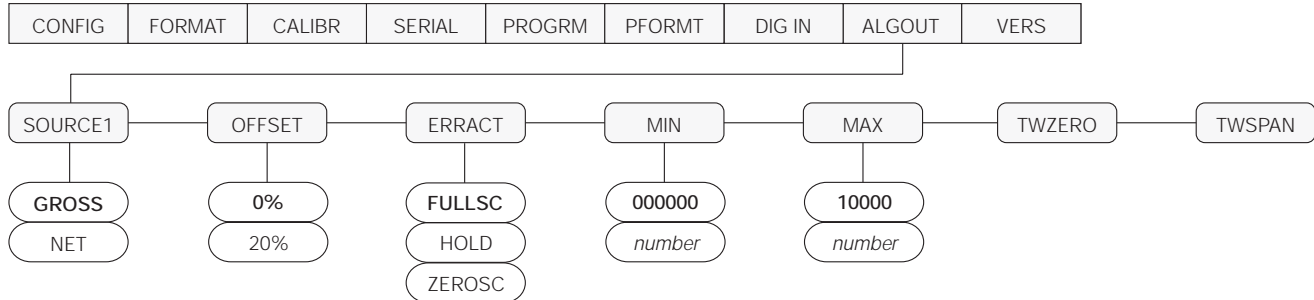 CONFIG FORMAT CALIBR SERIAL PROGRM PFORMT DIG IN ALGOUT VERS
SOURCE1 OFFSET ERRACT MIN MAX TWZERO TWSPAN
GROSS 0% FULLSC 000000 10000
NET 20% HOLD number number
ZEROSC